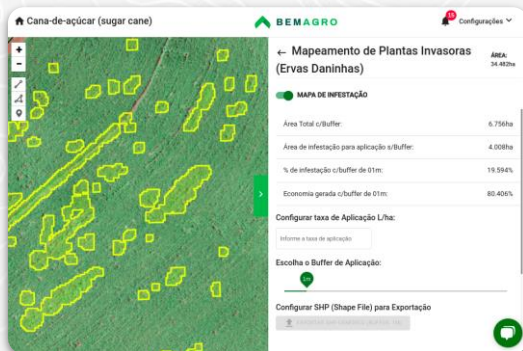 Cana-de-açúcar (sugar cane)
BEMAGRO
15
Configurações
+
-
← Mapeamento de Plantas Invasoras
(Ervas Daninhas)
ÁREA:
34.482ha
MAPA DE INFESTAÇÃO
Área Total c/Buffer: 6.756ha
Área de infestação para aplicação s/Buffer: 4.008ha
% de infestação c/buffer de 01m: 19.594%
Economia gerada c/buffer de 01m: 80.406%
Configurar taxa de Aplicação L/ha:
Informe a taxa de aplicação
Escolha o Buffer de Aplicação:
1m
Configurar SHP (Shape File) para Exportação